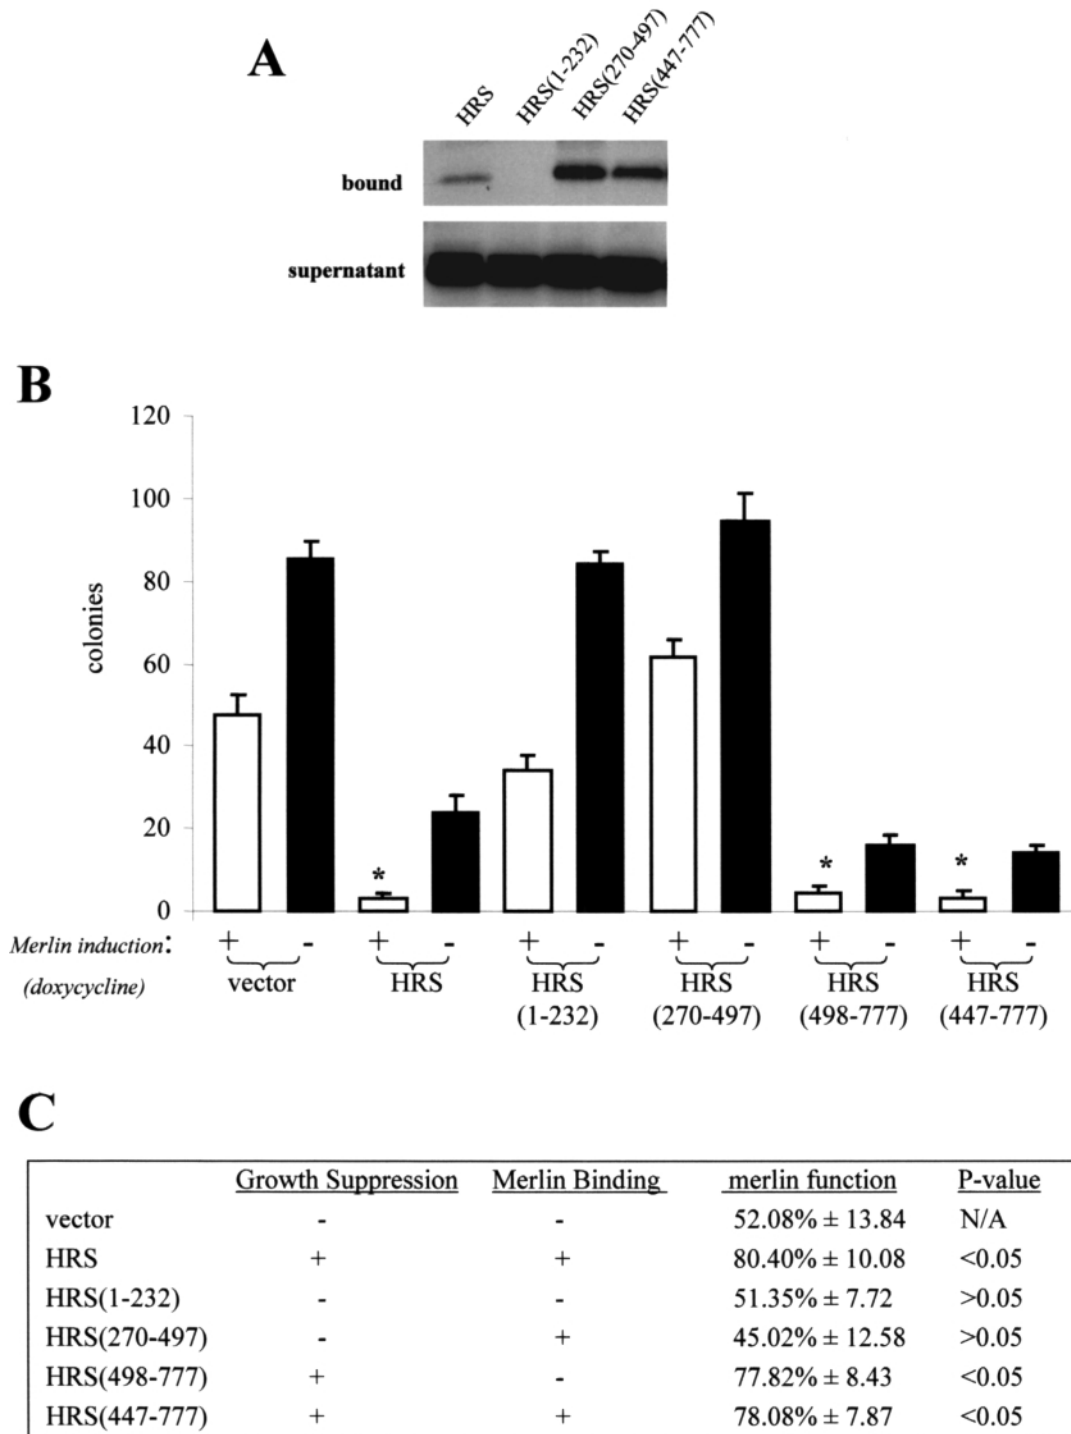 A
HRS
HRS(1-232)
HRS(270-497)
HRS(447-777)
bound
supernatant
B
120
100
80
60
40
20
0
colonies
* * *
Merlin induction: + - + - + - + - + - + -
(doxycycline) vector HRS HRS HRS HRS HRS
(1-232) (270-497) (498-777) (447-777)
C
Growth Suppression Merlin Binding merlin function P-value
vector - - 52.08% ± 13.84 N/A
HRS + + 80.40% ± 10.08 <0.05
HRS(1-232) - - 51.35% ± 7.72 >0.05
HRS(270-497) - + 45.02% ± 12.58 >0.05
HRS(498-777) + - 77.82% ± 8.43 <0.05
HRS(447-777) + + 78.08% ± 7.87 <0.05